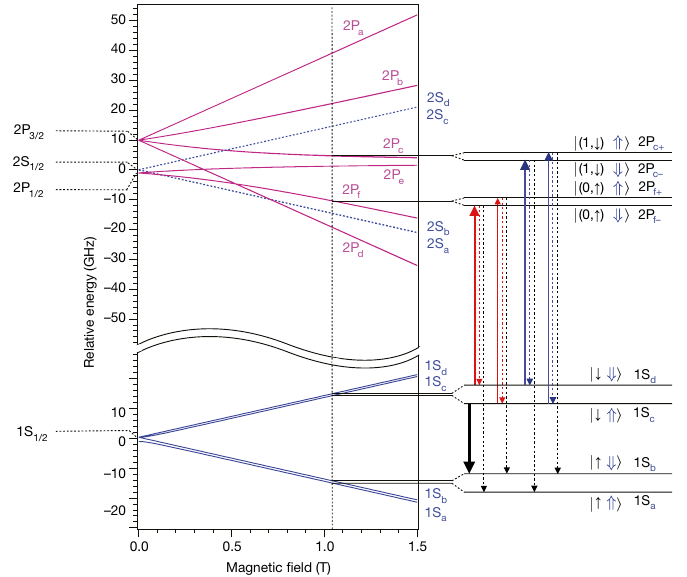 50
40
30
20
10
0
−10
−20
−30
−40
−50
10
0
−10
−20
Relative energy (GHz)
2P3/2
2S1/2
2P1/2
1S1/2
2Pa
2Pb
2Sd
2Sc
2Pc
2Pe
2Pf
2Sb
2Sa
2Pd
1Sd
1Sc
1Sb
1Sa
0.0
0.5
1.0
1.5
Magnetic field (T)
|(1,↓) ⇑⟩ 2Pc+
|(1,↓) ⇓⟩ 2Pc−
|(0,↑) ⇑⟩ 2Pf+
|(0,↑) ⇓⟩ 2Pf−
|↓ ⇓⟩ 1Sd
|↓ ⇑⟩ 1Sc
|↑ ⇓⟩ 1Sb
|↑ ⇑⟩ 1Sa